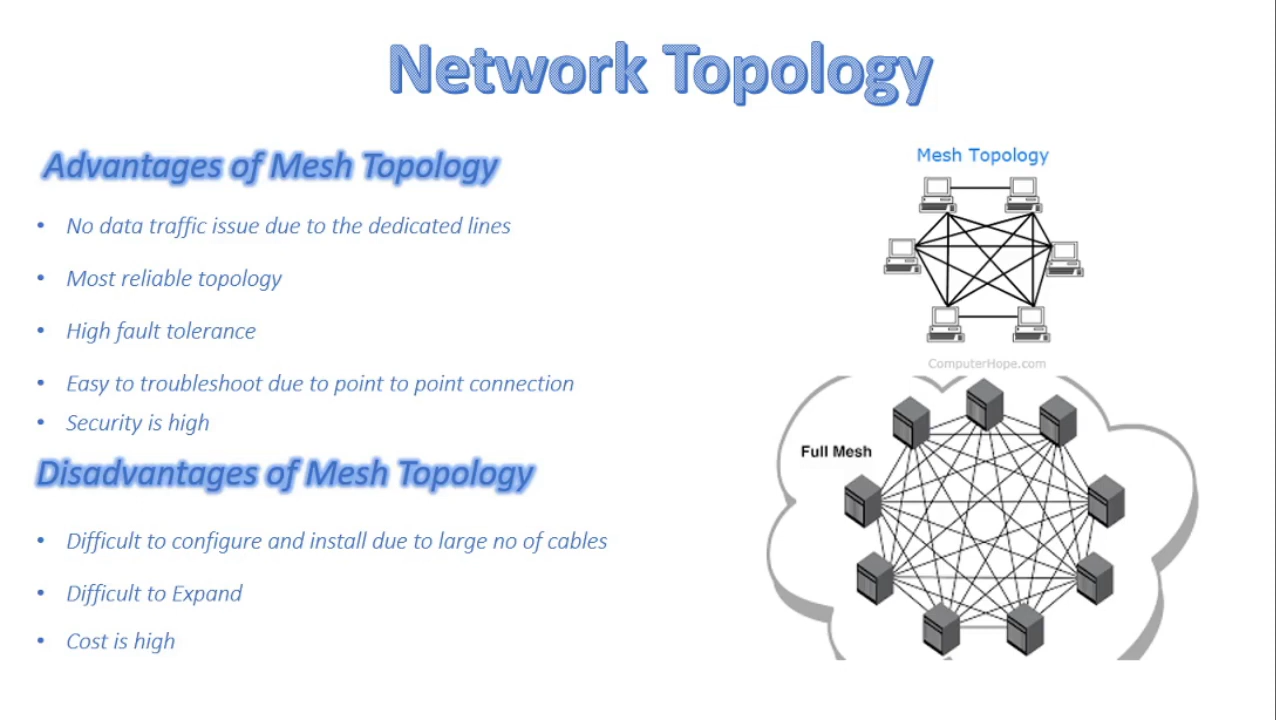 Network Topology
Advantages of Mesh Topology
• No data traffic issue due to the dedicated lines
• Most reliable topology
• High fault tolerance
• Easy to troubleshoot due to point to point connection
• Security is high
Disadvantages of Mesh Topology
• Difficult to configure and install due to large no of cables
• Difficult to Expand
• Cost is high
Mesh Topology
ComputerHope.com
Full Mesh